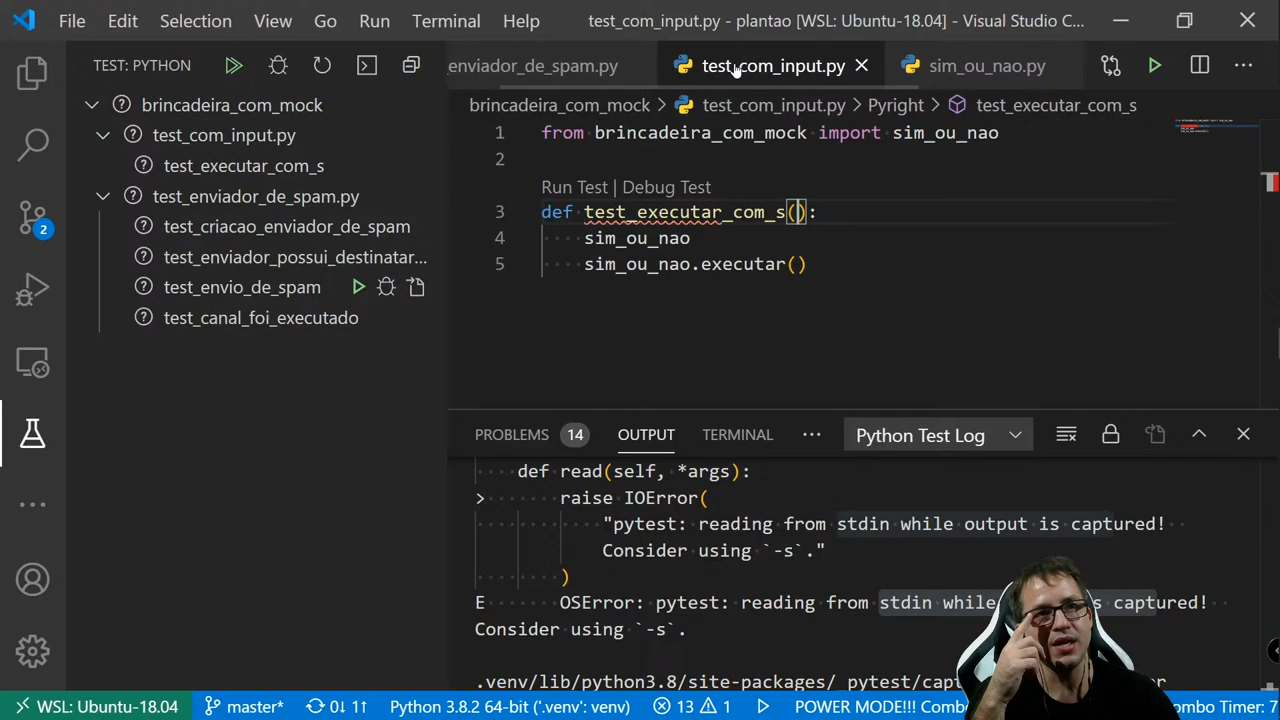 File Edit Selection View Go Run Terminal Help test_com_input.py - plantao [WSL: Ubuntu-18.04] - Visual Studio C...
TEST: PYTHON
enviador_de_spam.py test_com_input.py sim_ou_nao.py
brincadeira_com_mock > test_com_input.py > Pyright > test_executar_com_s
brincadeira_com_mock
test_com_input.py
test_executar_com_s
test_enviador_de_spam.py
test_criacao_enviador_de_spam
test_enviador_possui_destinatar...
test_envio_de_spam
test_canal_foi_executado
2
1 from brincadeira_com_mock import sim_ou_nao
2
Run Test | Debug Test
3 def test_executar_com_s():
4 sim_ou_nao
5 sim_ou_nao.executar()
PROBLEMS 14 OUTPUT TERMINAL ... Python Test Log
def read(self, *args):
> raise IOError(
"pytest: reading from stdin while output is captured!
Consider using `-s`."
)
E OSError: pytest: reading from stdin while captured!
Consider using `-s`.
.venv/lib/python3.8/site-packages/_pytest/capt
WSL: Ubuntu-18.04 master* 0↓ 1↑ Python 3.8.2 64-bit ('.venv': venv) 13 1 POWER MODE!!! Comb ombo Timer: 7